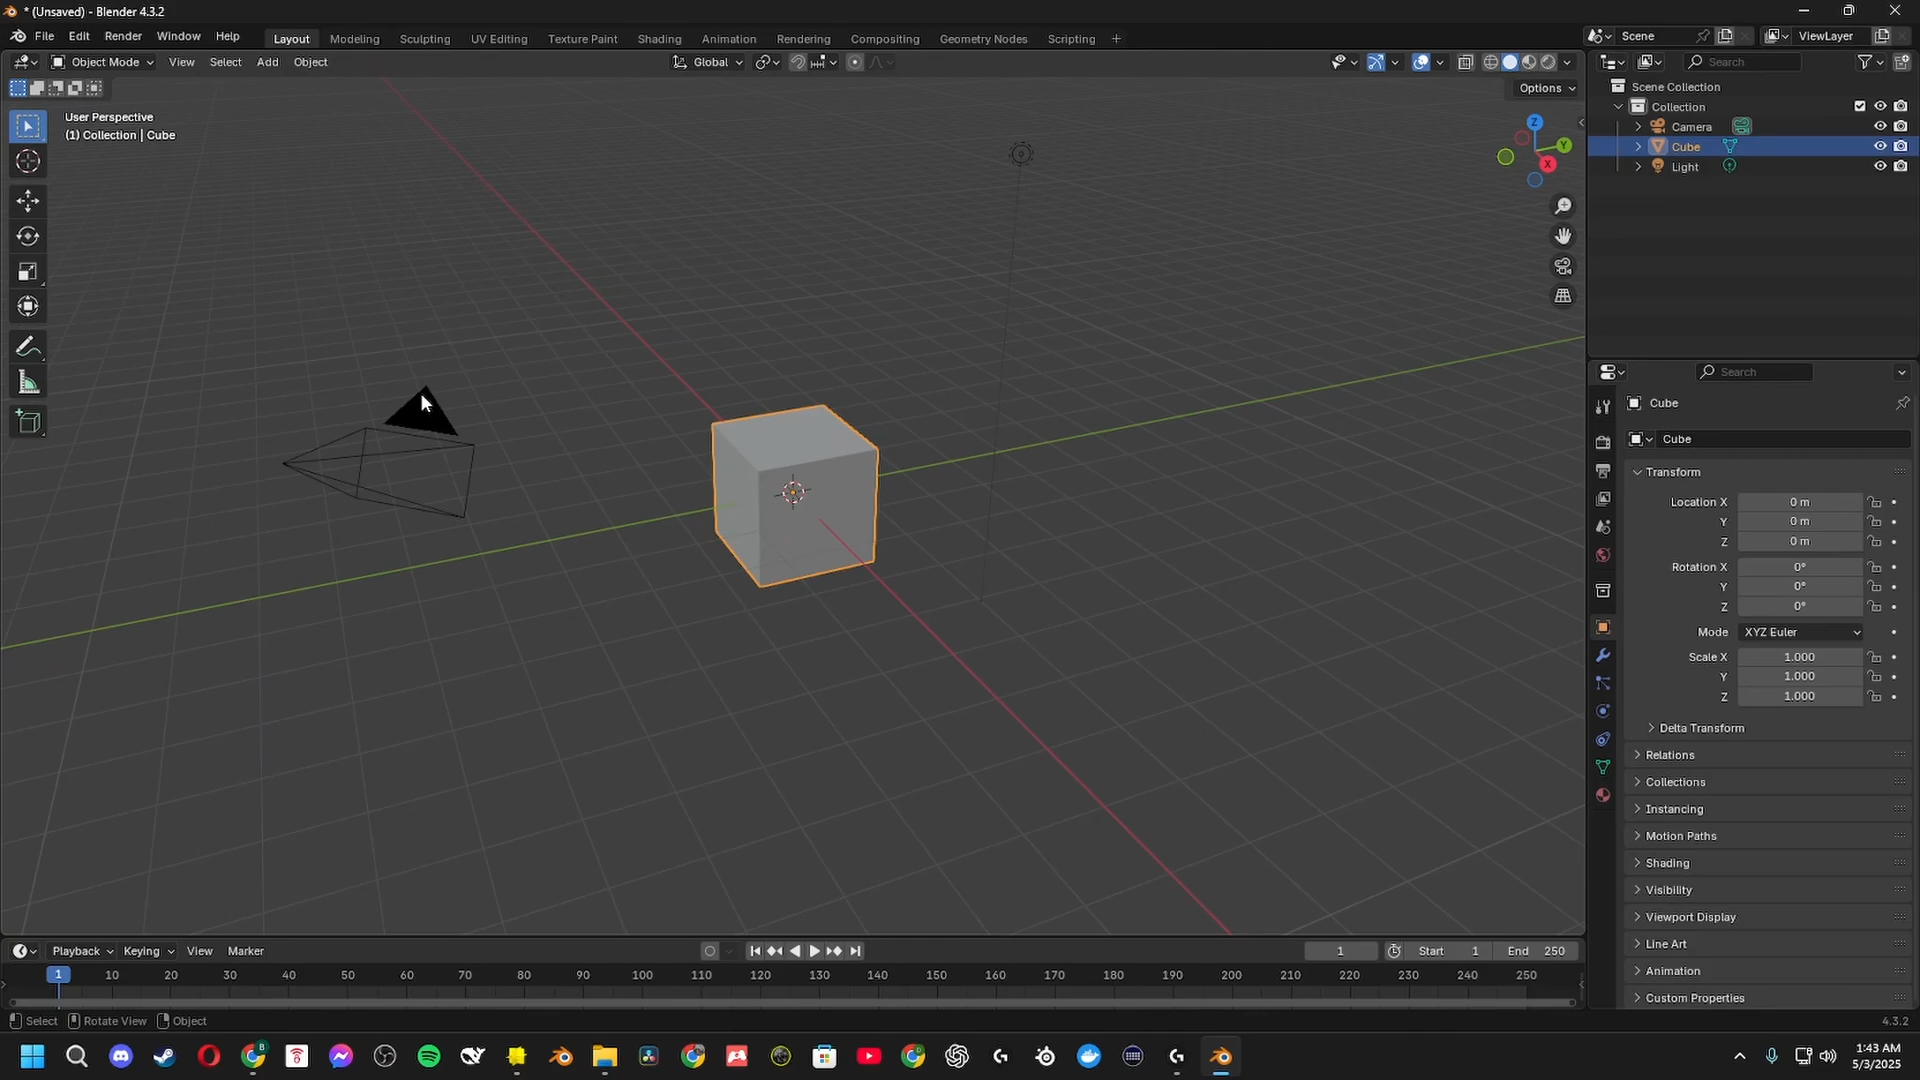 * (Unsaved) - Blender 4.3.2
File Edit Render Window Help Layout Modeling Sculpting UV Editing Texture Paint Shading Animation Rendering Compositing Geometry Nodes Scripting + Scene ViewLayer
Object Mode View Select Add Object Global Search
Options
User Perspective
(1) Collection | Cube
Z
Y
X
Scene Collection
Collection
Camera
Cube
Light
Search
Cube
Cube
Transform
Location X 0 m
Y 0 m
Z 0 m
Rotation X 0°
Y 0°
Z 0°
Mode XYZ Euler
Scale X 1.000
Y 1.000
Z 1.000
Delta Transform
Relations
Collections
Instancing
Motion Paths
Shading
Visibility
Viewport Display
Line Art
Animation
Custom Properties
Playback Keying View Marker 1 Start 1 End 250
1 10 20 30 40 50 60 70 80 90 100 110 120 130 140 150 160 170 180 190 200 210 220 230 240 250
Select Rotate View Object 4.3.2
1:43 AM
5/3/2025